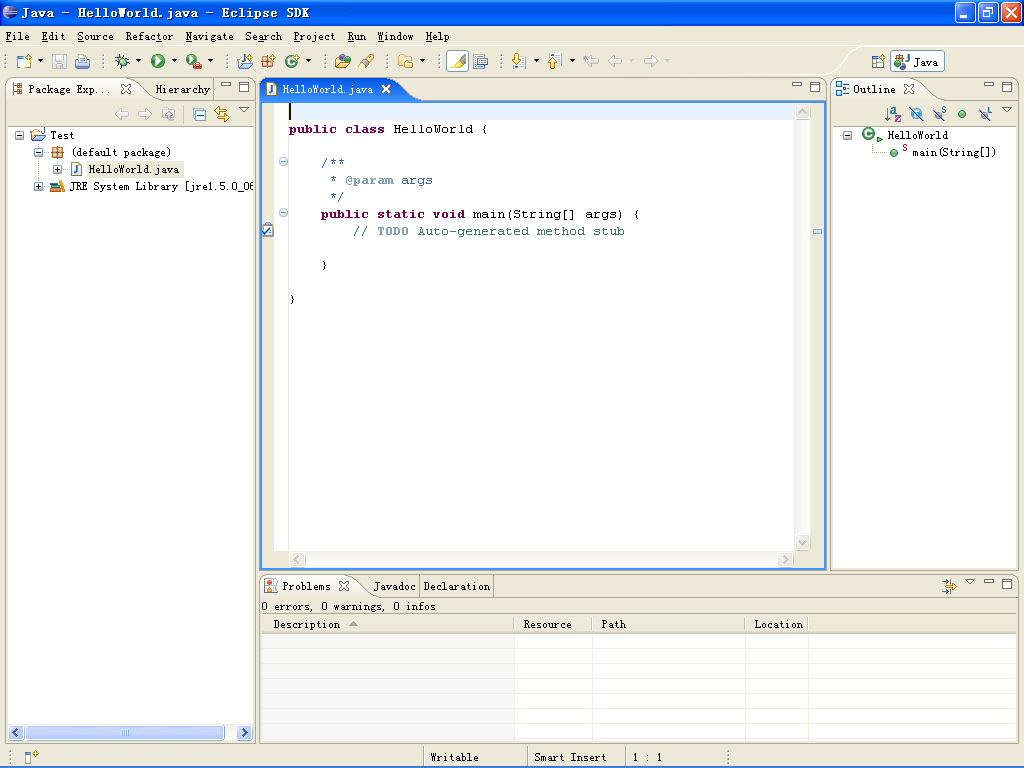 Java - HelloWorld.java - Eclipse SDK
File Edit Source Refactor Navigate Search Project Run Window Help
Java
Package Exp... Hierarchy
HelloWorld.java
Outline
Test
(default package)
HelloWorld.java
JRE System Library [jre1.5.0_06
public class HelloWorld {
/**
* @param args
*/
public static void main(String[] args) {
// TODO Auto-generated method stub
}
}
HelloWorld
main(String[])
Problems Javadoc Declaration
0 errors, 0 warnings, 0 infos
Description Resource Path Location
Writable Smart Insert 1 : 1